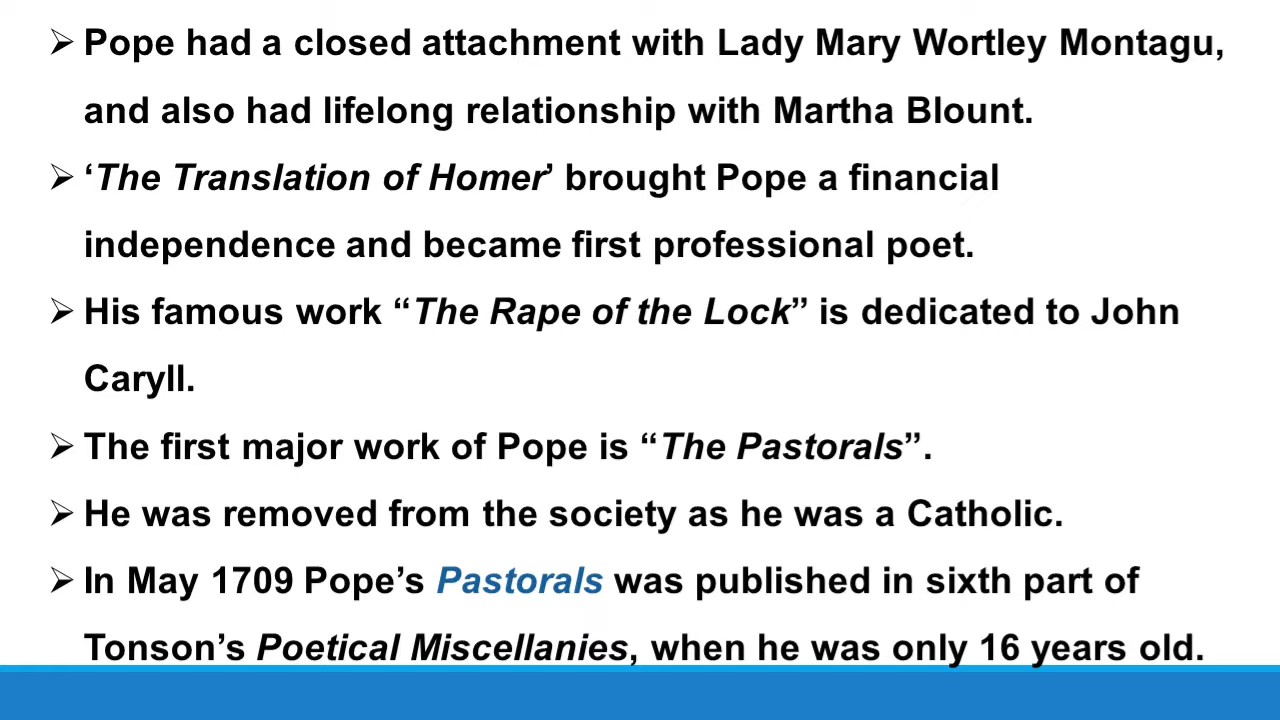 ➢ Pope had a closed attachment with Lady Mary Wortley Montagu,
and also had lifelong relationship with Martha Blount.
➢ ‘The Translation of Homer’ brought Pope a financial
independence and became first professional poet.
➢ His famous work “The Rape of the Lock” is dedicated to John
Caryll.
➢ The first major work of Pope is “The Pastorals”.
➢ He was removed from the society as he was a Catholic.
➢ In May 1709 Pope’s Pastorals was published in sixth part of
Tonson’s Poetical Miscellanies, when he was only 16 years old.